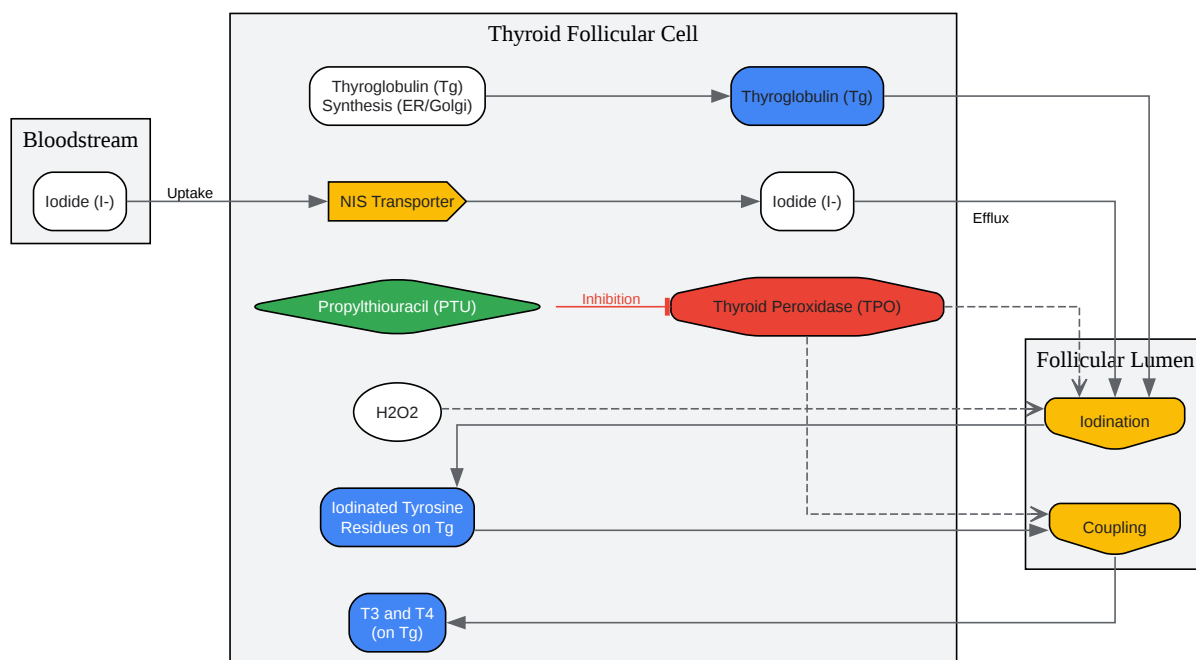 Thyroid Follicular Cell
Thyroglobulin (Tg)
Synthesis (ER/Golgi)
Thyroglobulin (Tg)
Bloodstream
Iodide (I-)
Uptake
NIS Transporter
Iodide (I-)
Efflux
Propylthiouracil (PTU)
Inhibition
Thyroid Peroxidase (TPO)
Follicular Lumen
H2O2
Iodination
Iodinated Tyrosine
Residues on Tg
Coupling
T3 and T4
(on Tg)